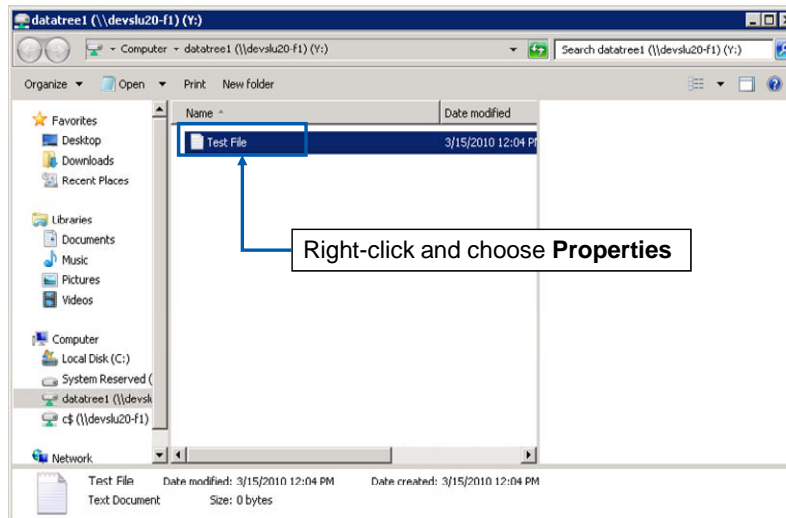 datatree1 (\\devslu20-f1) (Y:)
Computer datatree1 (\\devslu20-f1) (Y:)
Search datatree1 (\\devslu20-f1) (Y:)
Organize Open Print New folder
Favorites
Desktop
Downloads
Recent Places
Libraries
Documents
Music
Pictures
Videos
Computer
Local Disk (C:)
System Reserved (
datatree1 (\\devsl
c$ (\\devslu20-f1)
Network
Name Date modified
Test File 3/15/2010 12:04 P
Right-click and choose Properties
Test File Date modified: 3/15/2010 12:04 PM Date created: 3/15/2010 12:04 PM
Text Document Size: 0 bytes